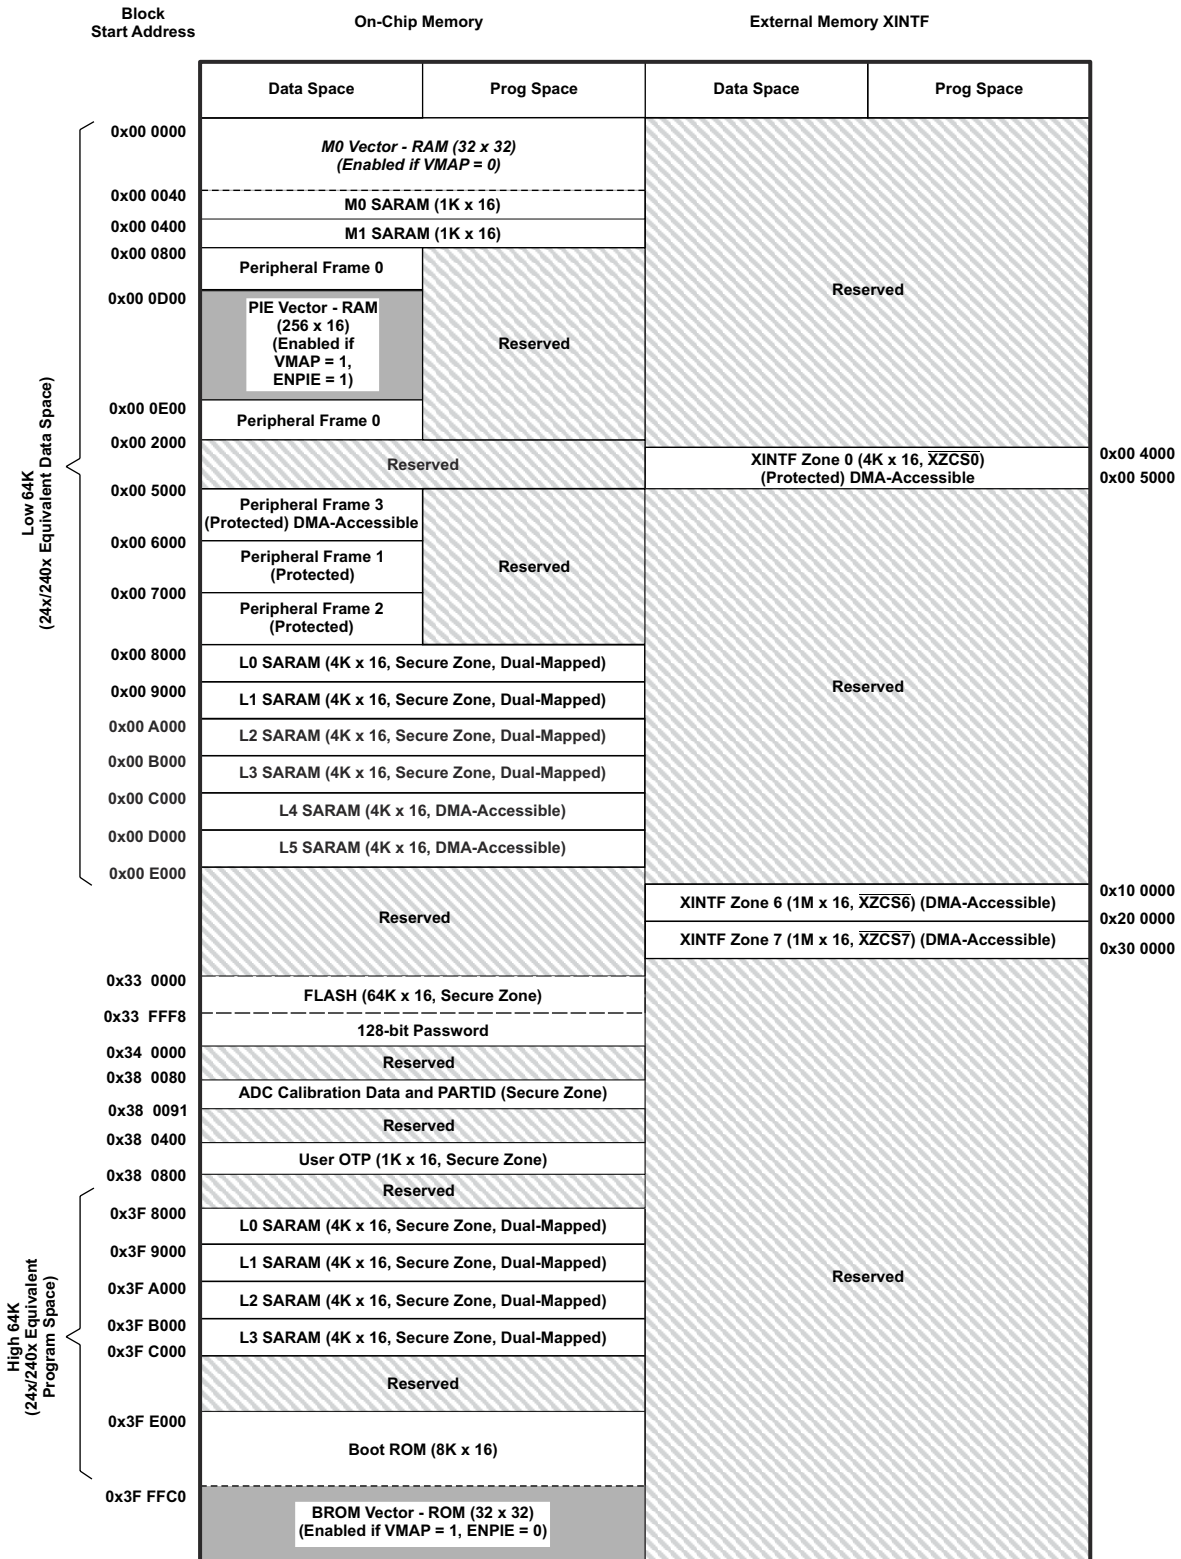 Block
Start Address
On-Chip Memory
External Memory XINTF
Data Space
Prog Space
Data Space
Prog Space
0x00 0000
M0 Vector - RAM (32 x 32)
(Enabled if VMAP = 0)
0x00 0040
M0 SARAM (1K x 16)
0x00 0400
M1 SARAM (1K x 16)
0x00 0800
Peripheral Frame 0
Reserved
0x00 0D00
PIE Vector - RAM
(256 x 16)
(Enabled if
VMAP = 1,
ENPIE = 1)
Reserved
0x00 0E00
Peripheral Frame 0
0x00 2000
Reserved
XINTF Zone 0 (4K x 16, XZCS0)
(Protected) DMA-Accessible
0x00 4000
0x00 5000
Low 64K
(24x/240x Equivalent Data Space)
0x00 5000
Peripheral Frame 3
(Protected) DMA-Accessible
0x00 6000
Peripheral Frame 1
(Protected)
Reserved
0x00 7000
Peripheral Frame 2
(Protected)
0x00 8000
L0 SARAM (4K x 16, Secure Zone, Dual-Mapped)
0x00 9000
L1 SARAM (4K x 16, Secure Zone, Dual-Mapped)
Reserved
0x00 A000
L2 SARAM (4K x 16, Secure Zone, Dual-Mapped)
0x00 B000
L3 SARAM (4K x 16, Secure Zone, Dual-Mapped)
0x00 C000
L4 SARAM (4K x 16, DMA-Accessible)
0x00 D000
L5 SARAM (4K x 16, DMA-Accessible)
0x00 E000
Reserved
XINTF Zone 6 (1M x 16, XZCS6) (DMA-Accessible)
0x10 0000
0x20 0000
XINTF Zone 7 (1M x 16, XZCS7) (DMA-Accessible)
0x30 0000
0x33 0000
FLASH (64K x 16, Secure Zone)
0x33 FFF8
128-bit Password
0x34 0000
Reserved
0x38 0080
ADC Calibration Data and PARTID (Secure Zone)
0x38 0091
Reserved
0x38 0400
User OTP (1K x 16, Secure Zone)
0x38 0800
Reserved
0x3F 8000
L0 SARAM (4K x 16, Secure Zone, Dual-Mapped)
0x3F 9000
L1 SARAM (4K x 16, Secure Zone, Dual-Mapped)
Reserved
0x3F A000
L2 SARAM (4K x 16, Secure Zone, Dual-Mapped)
0x3F B000
L3 SARAM (4K x 16, Secure Zone, Dual-Mapped)
0x3F C000
High 64K
(24x/240x Equivalent
Program Space)
Reserved
0x3F E000
Boot ROM (8K x 16)
0x3F FFC0
BROM Vector - ROM (32 x 32)
(Enabled if VMAP = 1, ENPIE = 0)